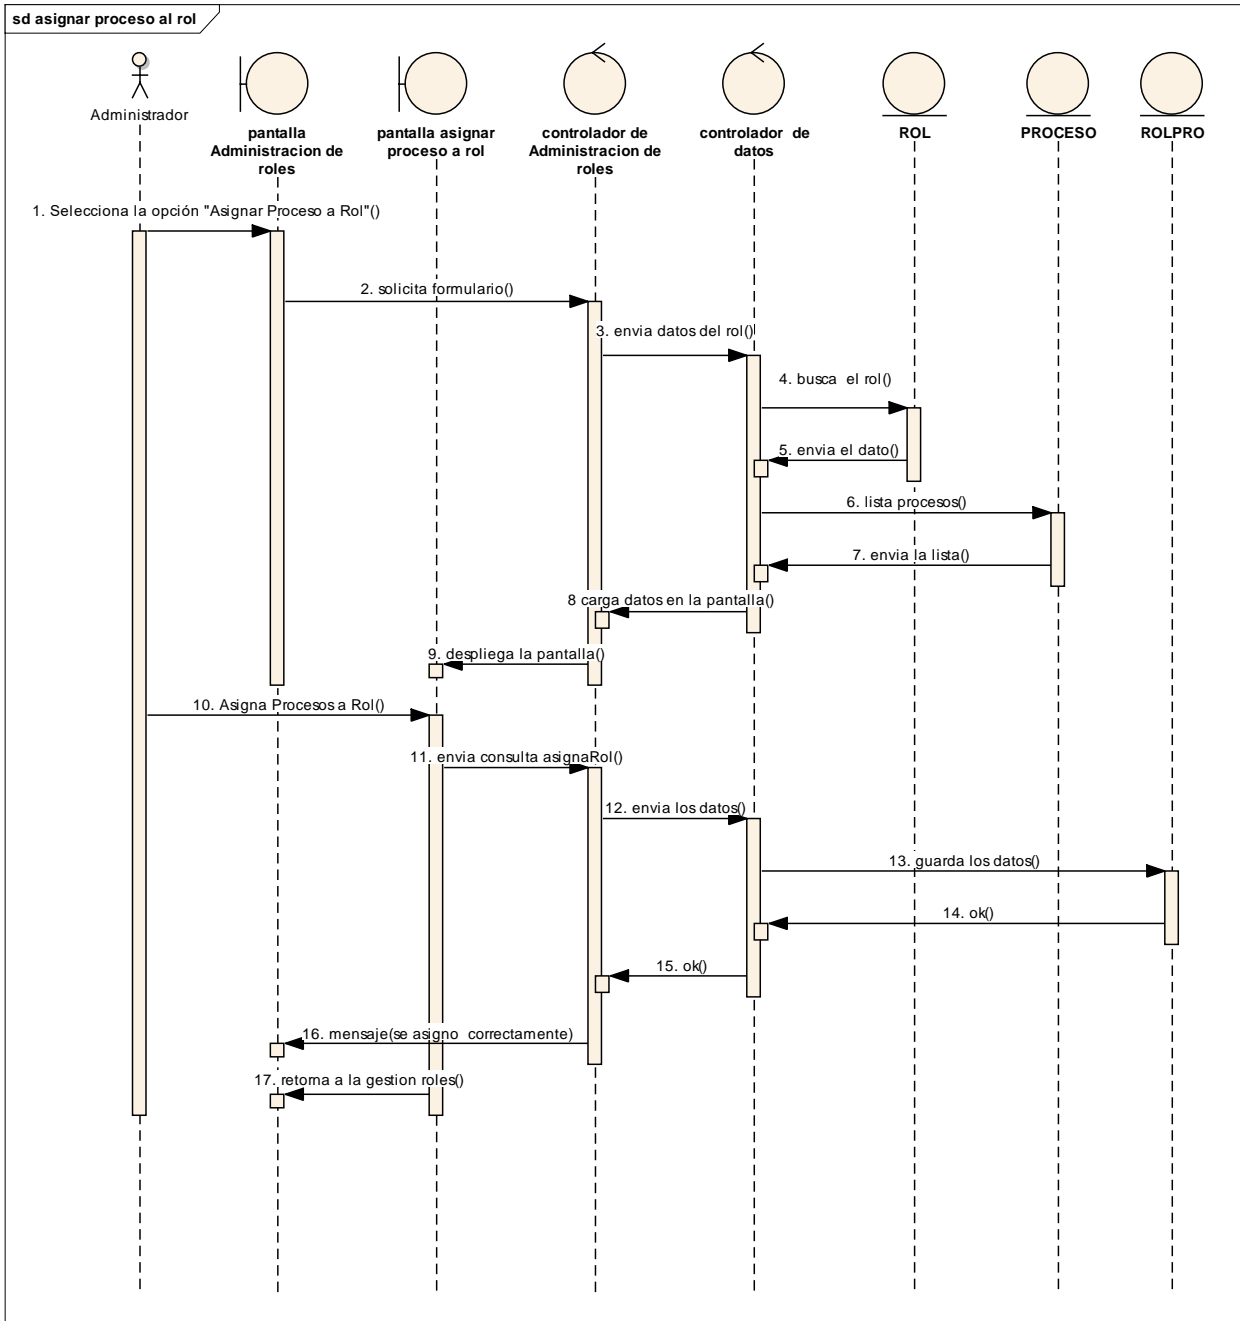 sd asignar proceso al rol
Administrador
pantalla
Administracion de
roles
pantalla asignar
proceso a rol
controlador de
Administracion de
roles
controlador  de
datos
ROL
PROCESO
ROLPRO
1. Selecciona la opción "Asignar Proceso a Rol"()
2. solicita formulario()
3. envia datos del rol()
4. busca  el rol()
5. envia el dato()
6. lista procesos()
7. envia la lista()
8 carga datos en la pantalla()
9. despliega la pantalla()
10. Asigna Procesos a Rol()
11. envia consulta asignaRol()
12. envia los datos()
13. guarda los datos()
14. ok()
15. ok()
16. mensaje(se asigno  correctamente)
17. retorna a la gestion roles()